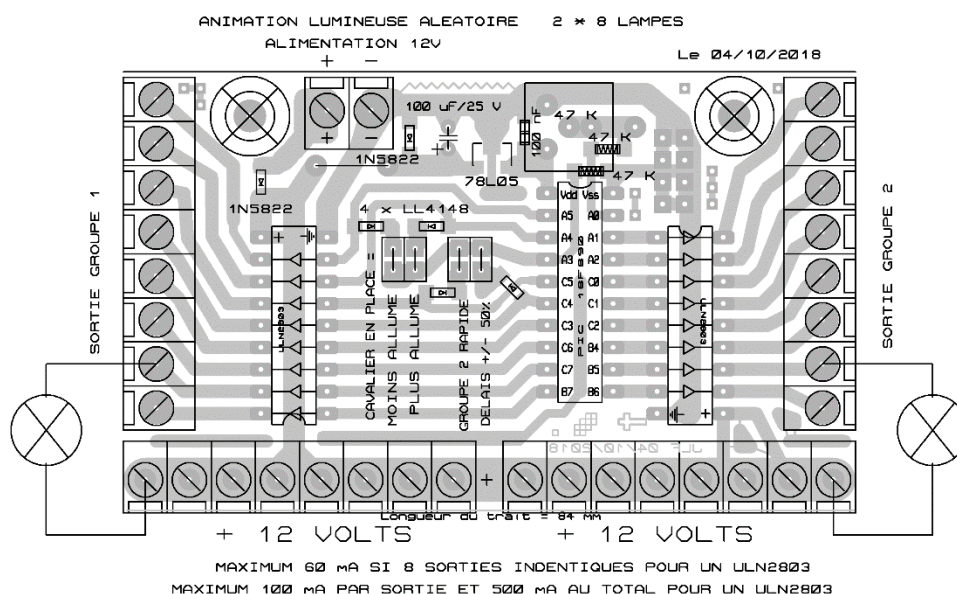 ANIMATION LUMINEUSE ALEATOIRE 2 * 8 LAMPES
ALIMENTATION 12V
Le 04/10/2018
+ -
100 uF/25 V
100 nF
47 K
47 K
47 K
+ -
+
1N5822
78L05
1N5822
4 x LL4148
SORTIE GROUPE 1
SORTIE GROUPE 2
Vdd Vss
A5 A0
A4 A1
A3 A2
C5 C0
C4 C1
C3 C2
C6 B4
C7 B5
B7 B6
+
ULN2803
CAVALIER EN PLACE =
MOINS ALLUME
PLUS ALLUME
GROUPE 2 RAPIDE
DELAIS +/- 50%
ULN2803
+
JLF 04/10/2018
+
Longueur du trait = 84 mm
+ 12 VOLTS
+ 12 VOLTS
MAXIMUM 60 mA SI 8 SORTIES INDENTIQUES POUR UN ULN2803
MAXIMUM 100 mA PAR SORTIE ET 500 mA AU TOTAL POUR UN ULN2803